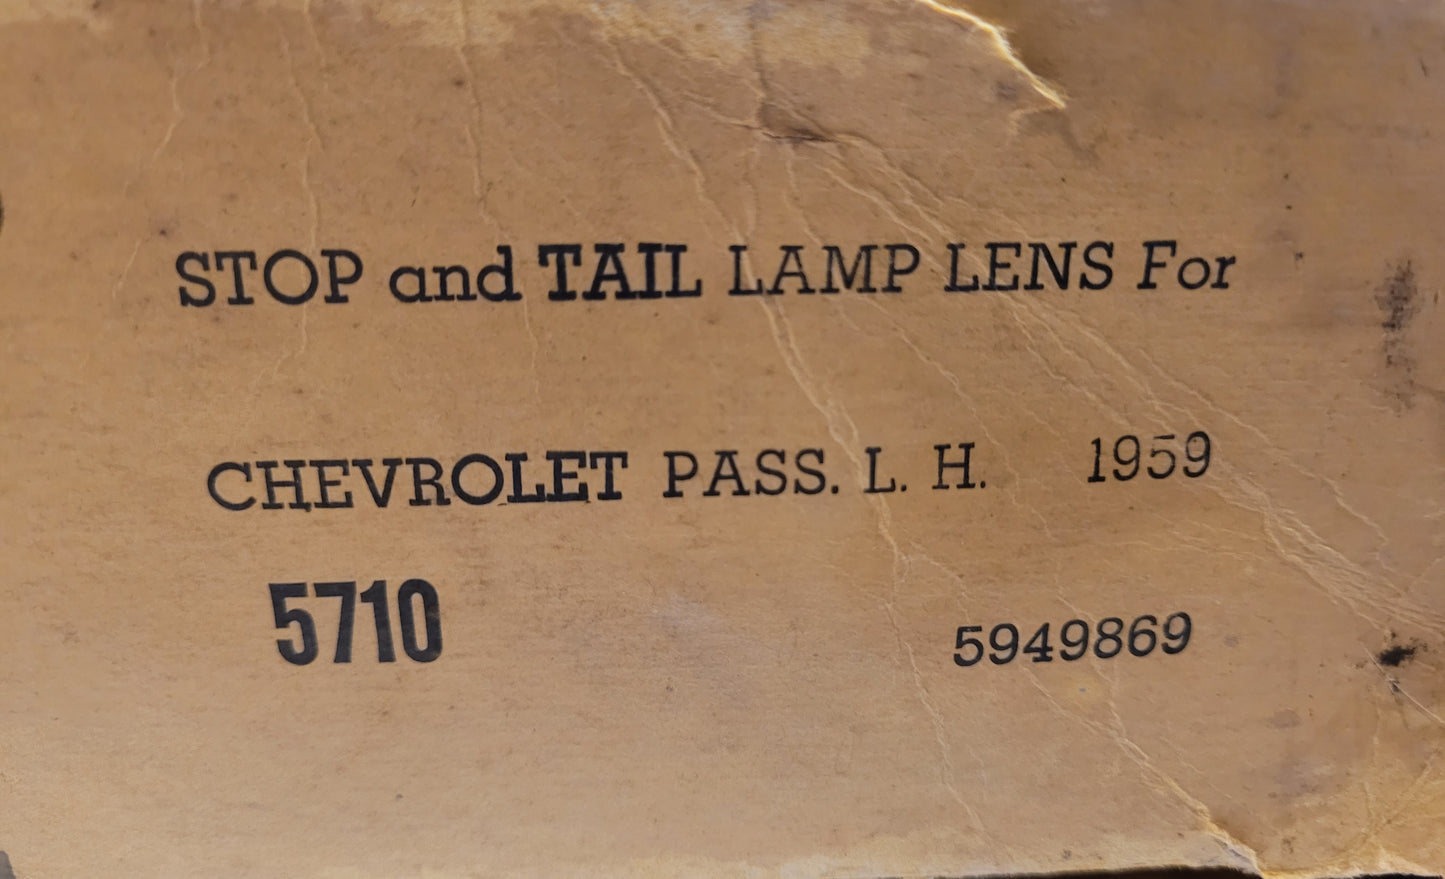 STOP and TAIL LAMP LENS For
CHEVROLET PASS. L. H. 1959
5710 5949869